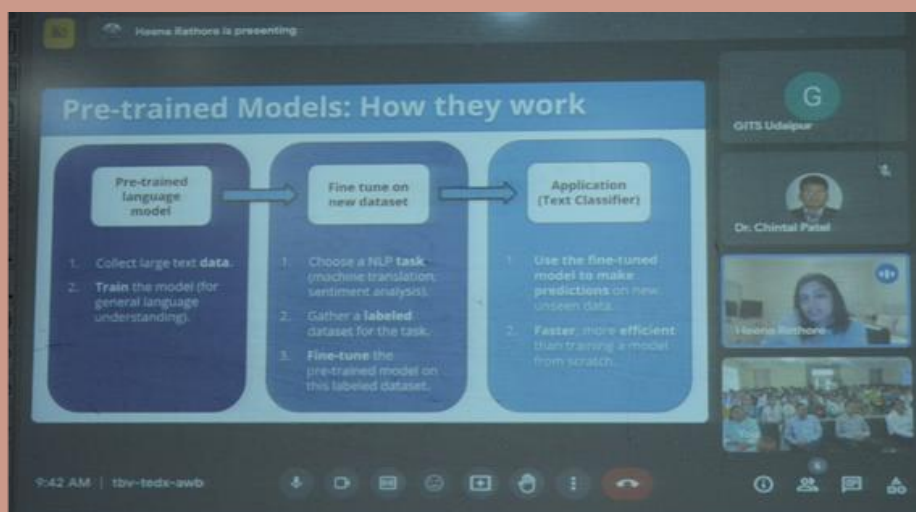 Heena Rathore is presenting
Pre-trained Models: How they work
Pre-trained
language
model
Fine tune on
new dataset
Application
(Text Classifier)
1. Collect large text data.
2. Train the model (for
general language
understanding).
1. Choose a NLP task
(machine translation,
sentiment analysis).
2. Gather a labeled
dataset for the task.
3. Fine-tune the
pre-trained model on
this labeled dataset.
1. Use the fine-tuned
model to make
predictions on new
unseen data.
2. Faster, more efficient
than training a model
from scratch.
G
GITS Udaipur
Dr. Chintal Patel
Heena Rathore
9:42 AM | tbv-tedx-awb